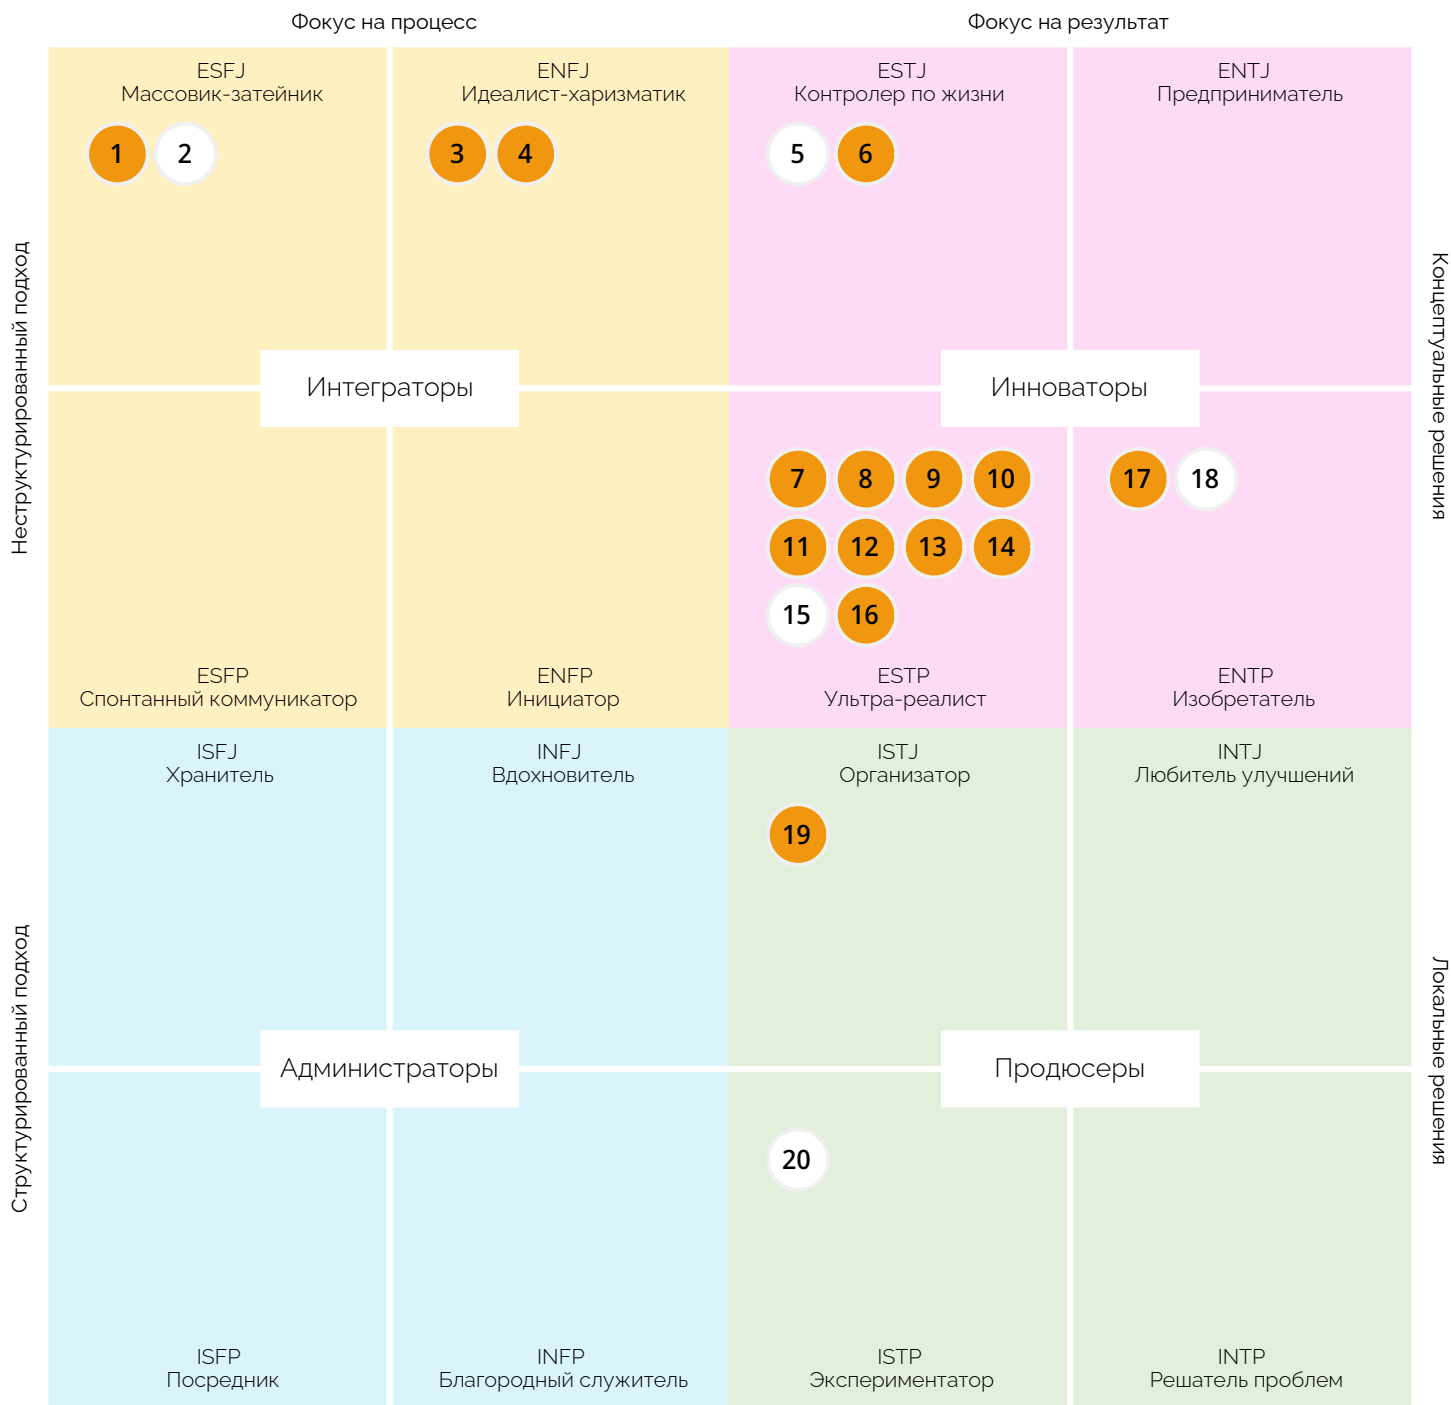 Фокус на процесс
Фокус на результат
ESFJ
Массовик-затейник
ENFJ
Идеалист-харизматик
ESTJ
Контролер по жизни
ENTJ
Предприниматель
1 2
3 4
5 6
Неструктурированный подход
Концептуальные решения
Интеграторы
Инноваторы
7 8 9 10
17 18
11 12 13 14
15 16
ESFP
Спонтанный коммуникатор
ENFP
Инициатор
ESTP
Ультра-реалист
ENTP
Изобретатель
ISFJ
Хранитель
INFJ
Вдохновитель
ISTJ
Организатор
INTJ
Любитель улучшений
19
Структурированный подход
Локальные решения
Администраторы
Продюсеры
20
ISFP
Посредник
INFP
Благородный служитель
ISTP
Экспериментатор
INTP
Решатель проблем